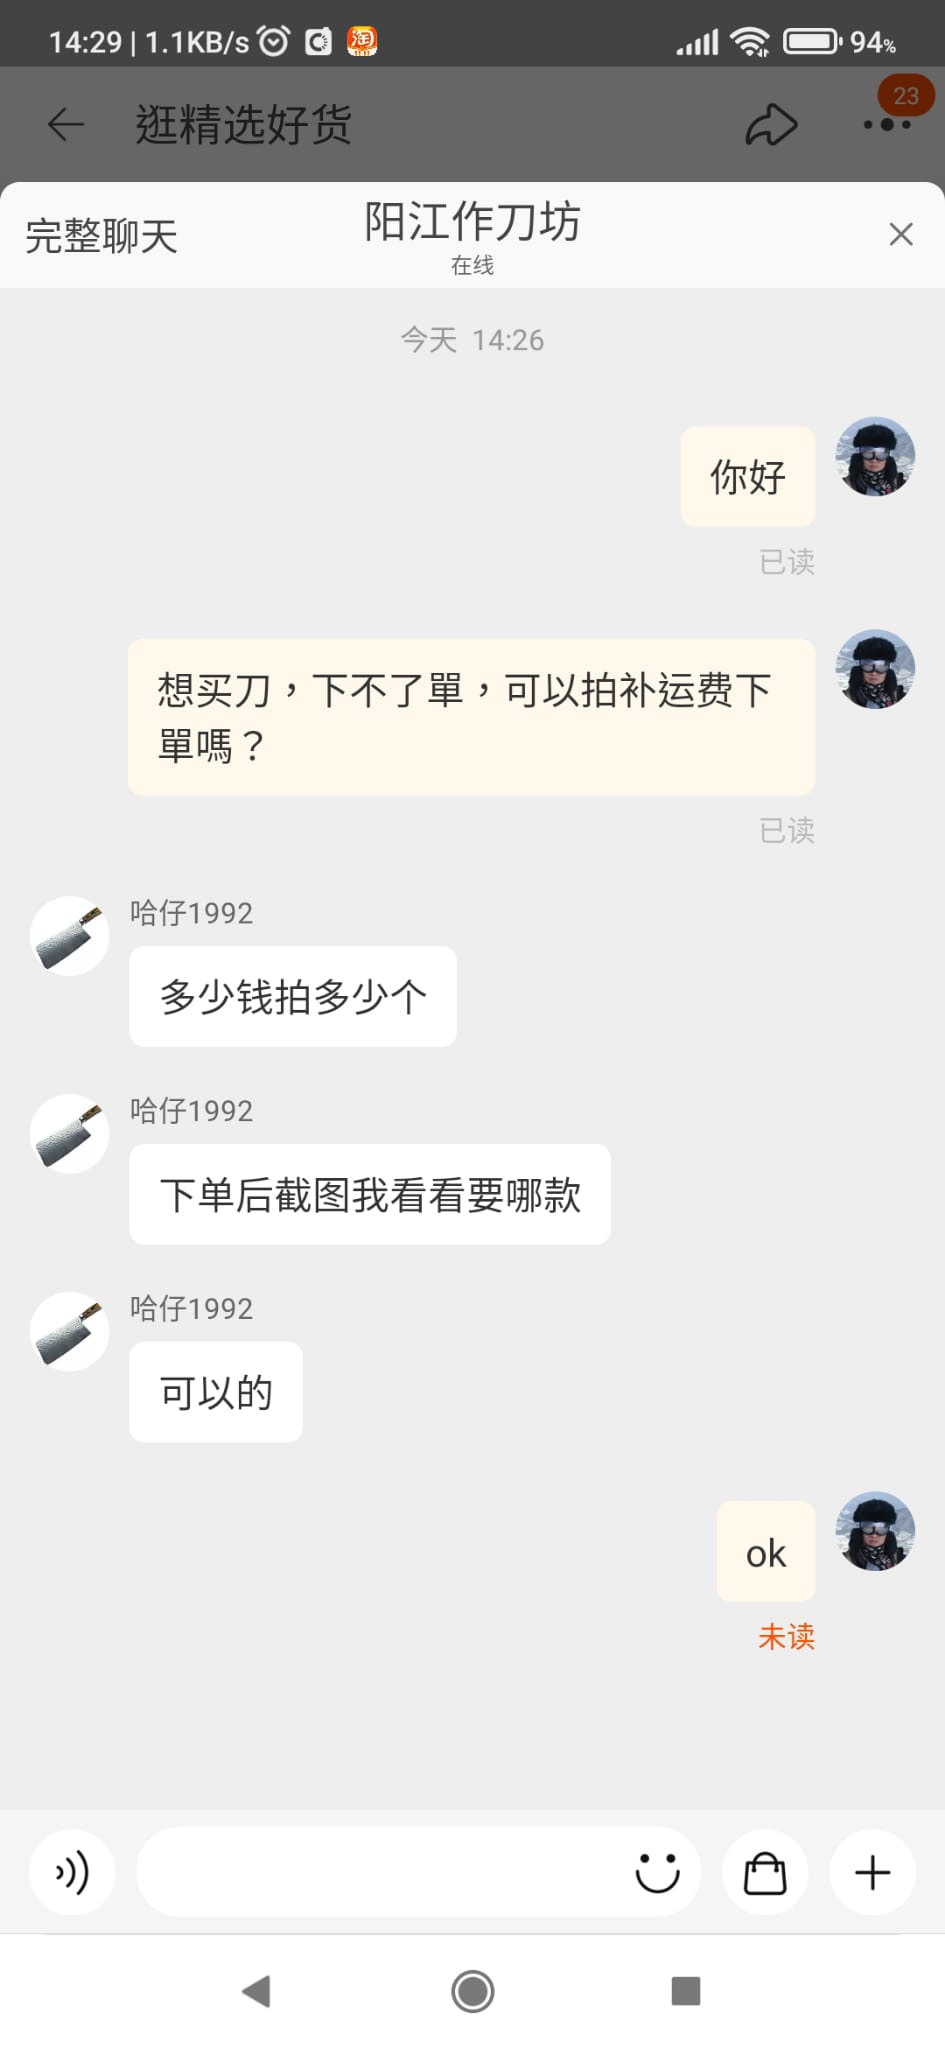 14:29 | 1.1KB/s
淘
94%
逛精选好货
23
完整聊天
阳江作刀坊
在线
今天 14:26
你好
已读
想买刀，下不了單，可以拍补运费下
單嗎？
已读
哈仔1992
多少钱拍多少个
哈仔1992
下单后截图我看看要哪款
哈仔1992
可以的
ok
未读